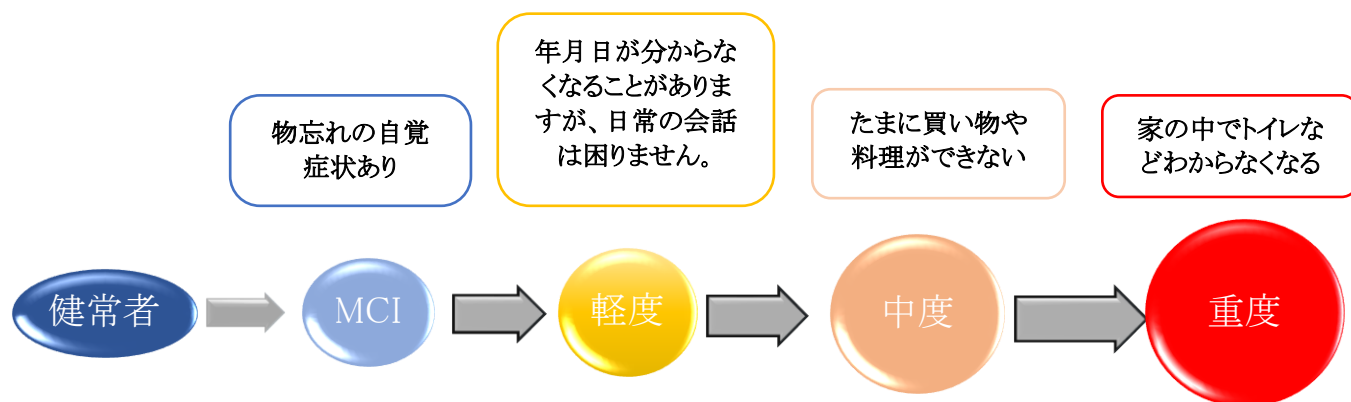 物忘れの自覚
症状あり
年月日が分からな
くなることがありま
すが、日常の会話
は困りません。
たまに買い物や
料理ができない
家の中でトイレな
どわからなくなる
健常者
MCI
軽度
中度
重度